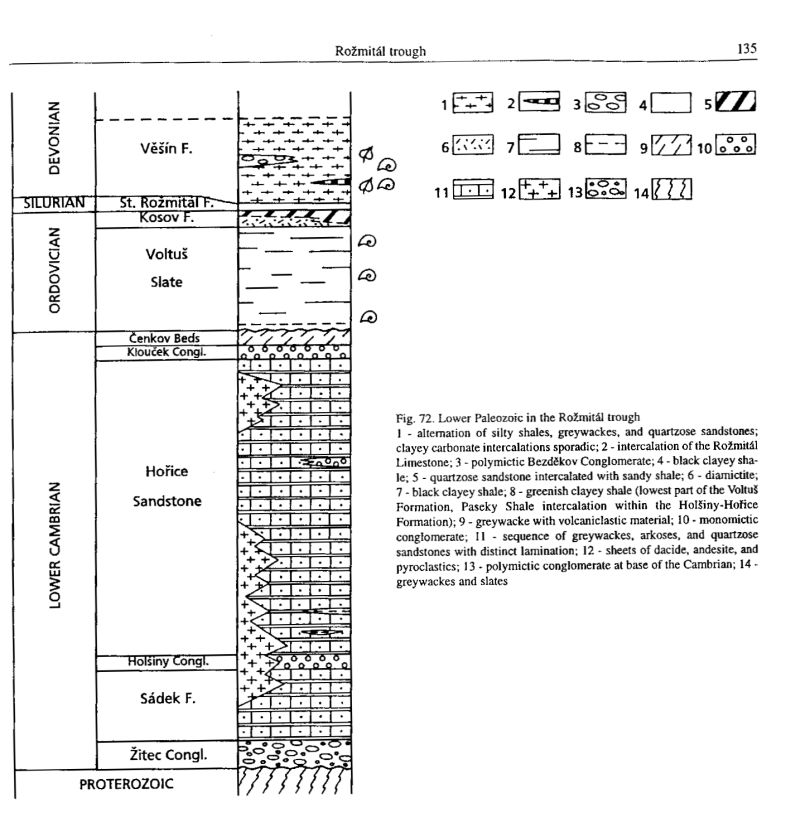 Rožmitál trough
135
DEVONIAN
Věšín F.
SILURIAN
St. Rožmitál F.
Kosov F.
ORDOVICIAN
Voltuš
Slate
Čenkov Beds
Klouček Congl.
LOWER CAMBRIAN
Hořice
Sandstone
Holšiny Congl.
Sádek F.
Žitec Congl.
PROTEROZOIC
1 2 3 4 5
6 7 8 9 10
11 12 13 14
Fig. 72. Lower Paleozoic in the Rožmitál trough
1 - alternation of silty shales, greywackes, and quartzose sandstones;
clayey carbonate intercalations sporadic; 2 - intercalation of the Rožmitál
Limestone; 3 - polymictic Bezděkov Conglomerate; 4 - black clayey sha-
le; 5 - quartzose sandstone intercalated with sandy shale; 6 - diamictite;
7 - black clayey shale; 8 - greenish clayey shale (lowest part of the Voltuš
Formation, Paseky Shale intercalation within the Holšiny-Hořice
Formation); 9 - greywacke with volcaniclastic material; 10 - monomictic
conglomerate; 11 - sequence of greywackes, arkoses, and quartzose
sandstones with distinct lamination; 12 - sheets of dacide, andesite, and
pyroclastics; 13 - polymictic conglomerate at base of the Cambrian; 14 -
greywackes and slates